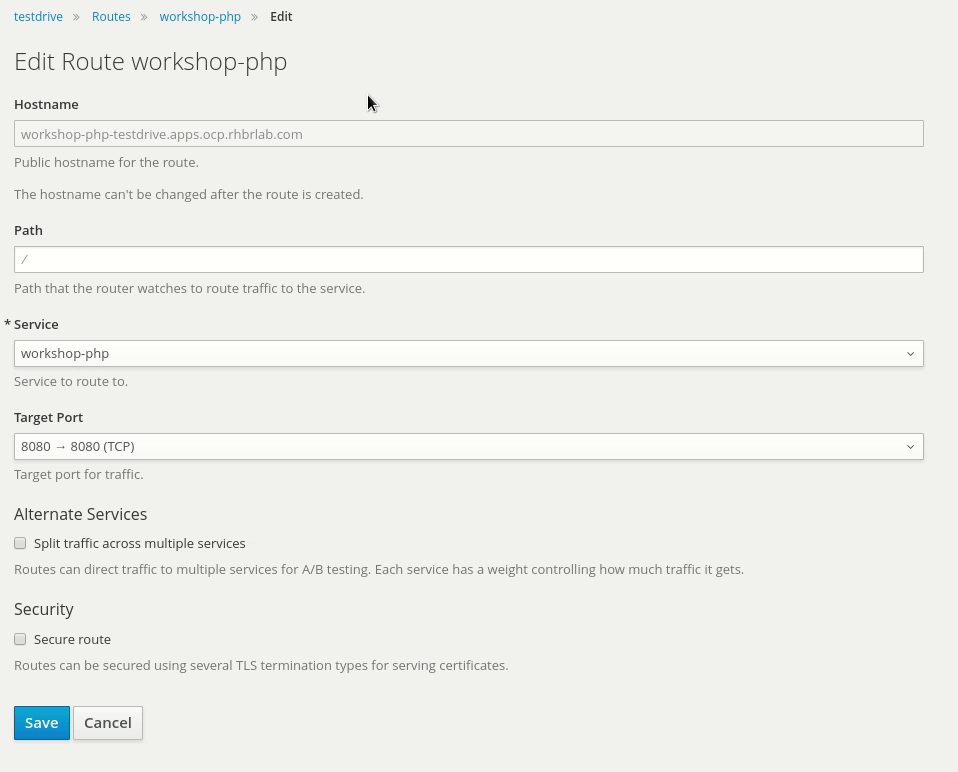 testdrive » Routes » workshop-php » Edit
Edit Route workshop-php
Hostname
workshop-php-testdrive.apps.ocp.rhbrlab.com
Public hostname for the route.
The hostname can't be changed after the route is created.
Path
/
Path that the router watches to route traffic to the service.
* Service
workshop-php
Service to route to.
Target Port
8080 → 8080 (TCP)
Target port for traffic.
Alternate Services
Split traffic across multiple services
Routes can direct traffic to multiple services for A/B testing. Each service has a weight controlling how much traffic it gets.
Security
Secure route
Routes can be secured using several TLS termination types for serving certificates.
Save Cancel